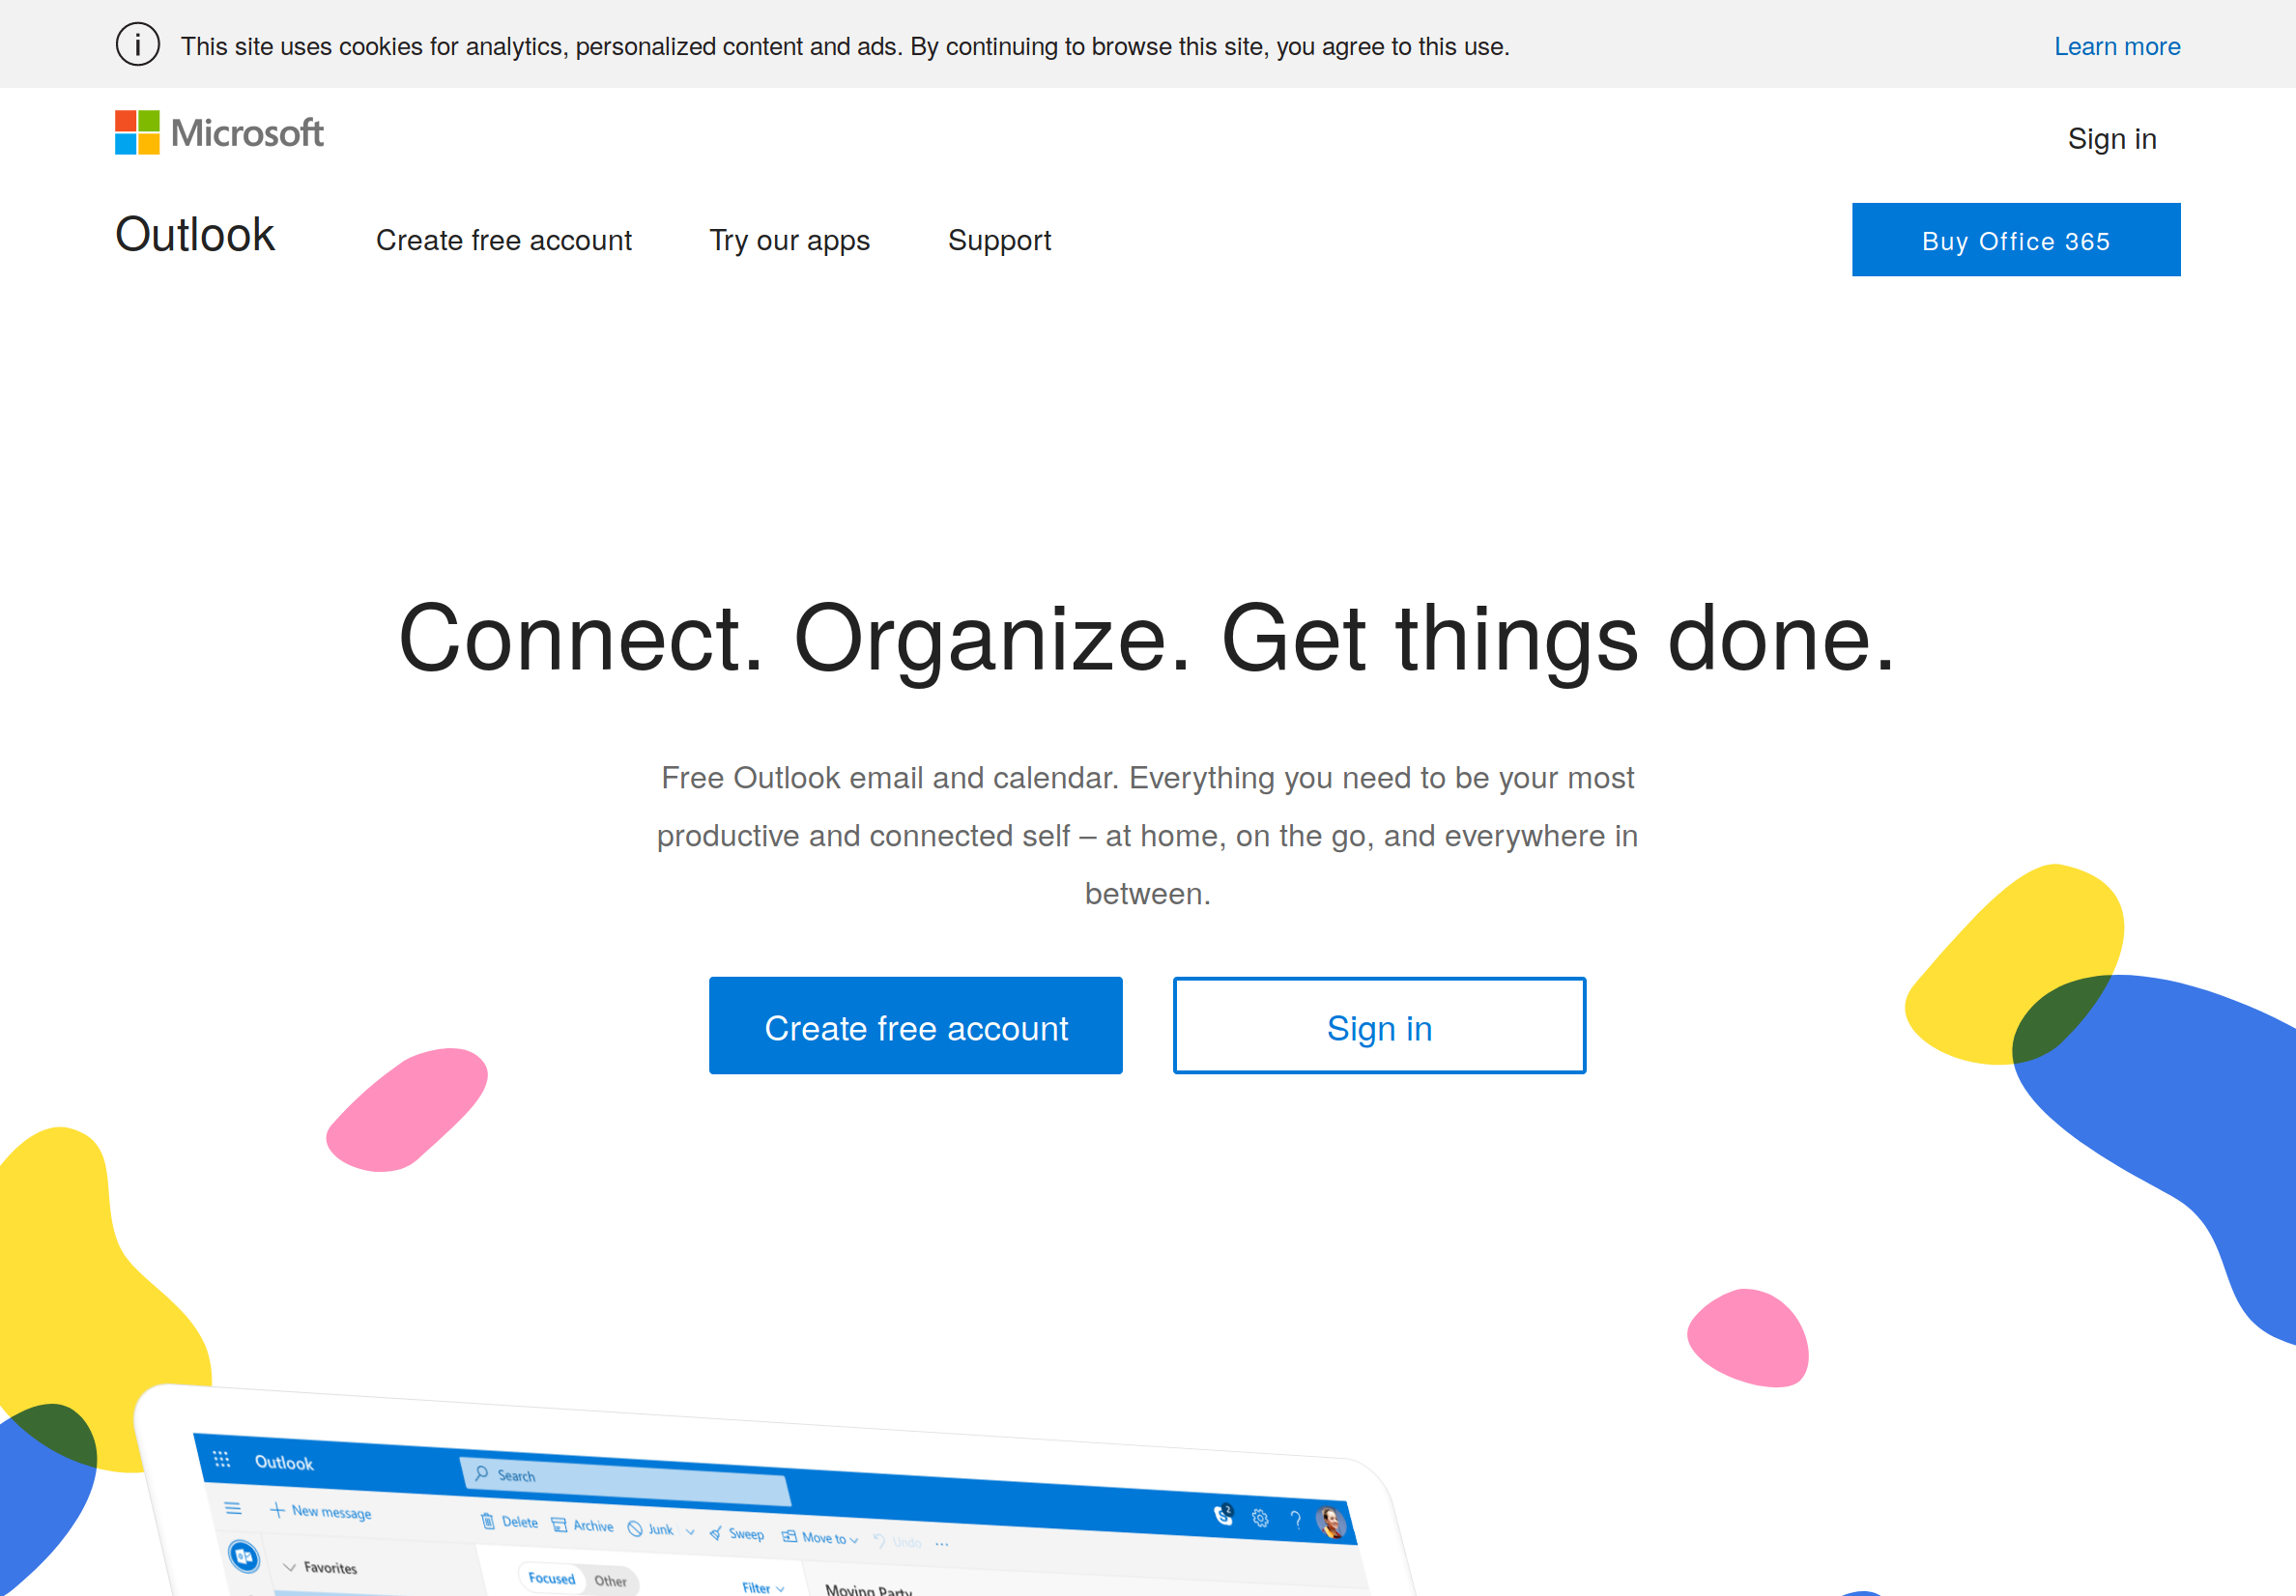 This site uses cookies for analytics, personalized content and ads. By continuing to browse this site, you agree to this use.
Learn more
Microsoft
Sign in
Outlook
Create free account
Try our apps
Support
Buy Office 365
Connect. Organize. Get things done.
Free Outlook email and calendar. Everything you need to be your most
productive and connected self – at home, on the go, and everywhere in
between.
Create free account
Sign in
Outlook
Search
2
New message
Delete
Archive
Junk
Sweep
Move to
Undo
Favorites
Focused
Other
Filter
Moving Party